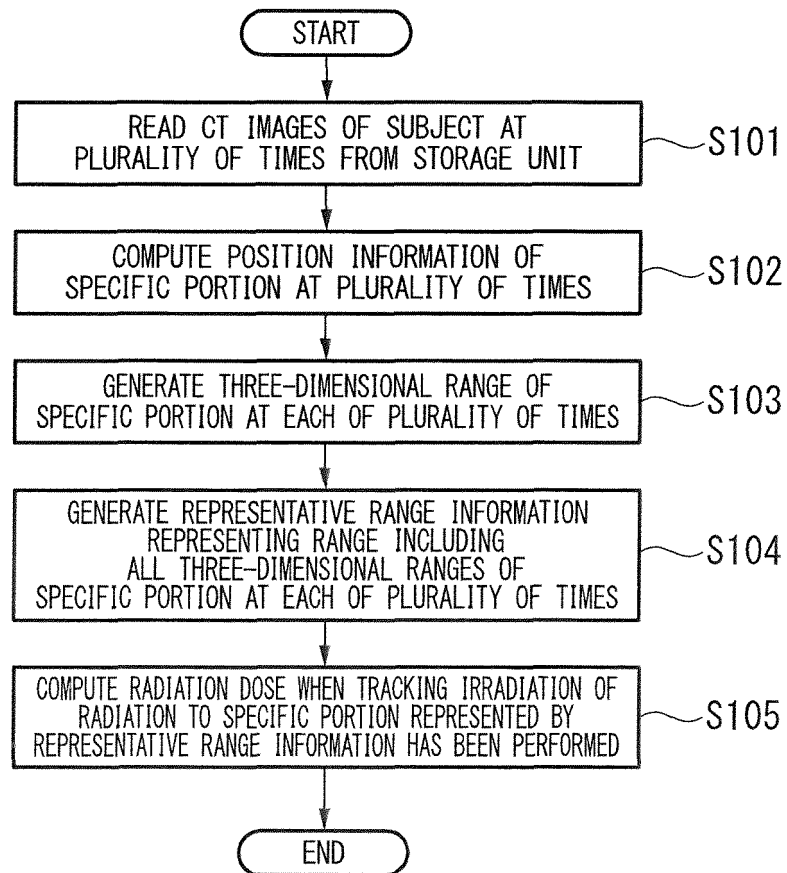 START
READ CT IMAGES OF SUBJECT AT
PLURALITY OF TIMES FROM STORAGE UNIT
S101
COMPUTE POSITION INFORMATION OF
SPECIFIC PORTION AT PLURALITY OF TIMES
S102
GENERATE THREE-DIMENSIONAL RANGE OF
SPECIFIC PORTION AT EACH OF PLURALITY OF TIMES
S103
GENERATE REPRESENTATIVE RANGE INFORMATION
REPRESENTING RANGE INCLUDING
ALL THREE-DIMENSIONAL RANGES OF
SPECIFIC PORTION AT EACH OF PLURALITY OF TIMES
S104
COMPUTE RADIATION DOSE WHEN TRACKING IRRADIATION OF
RADIATION TO SPECIFIC PORTION REPRESENTED BY
REPRESENTATIVE RANGE INFORMATION HAS BEEN PERFORMED
S105
END